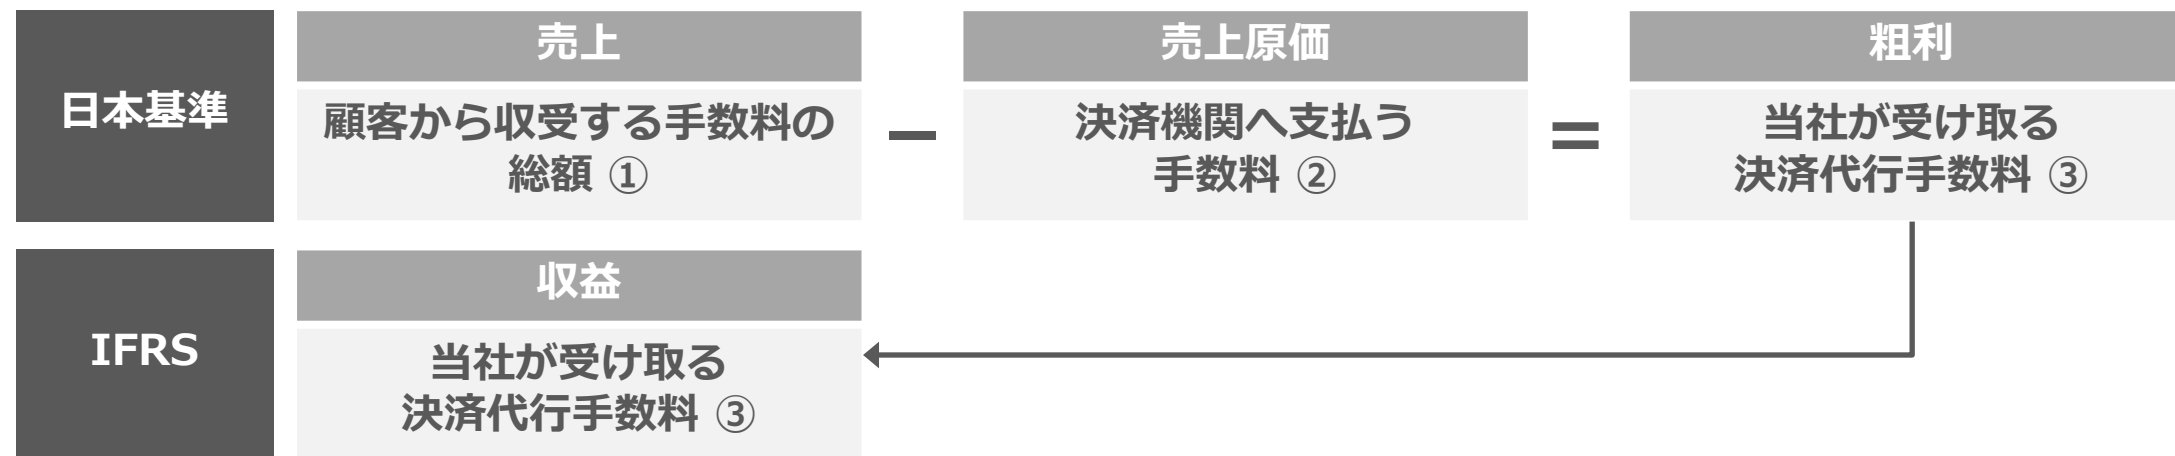 日本基準
売上
顧客から収受する手数料の
総額 ①
−
売上原価
決済機関へ支払う
手数料 ②
=
粗利
当社が受け取る
決済代行手数料 ③
IFRS
収益
当社が受け取る
決済代行手数料 ③